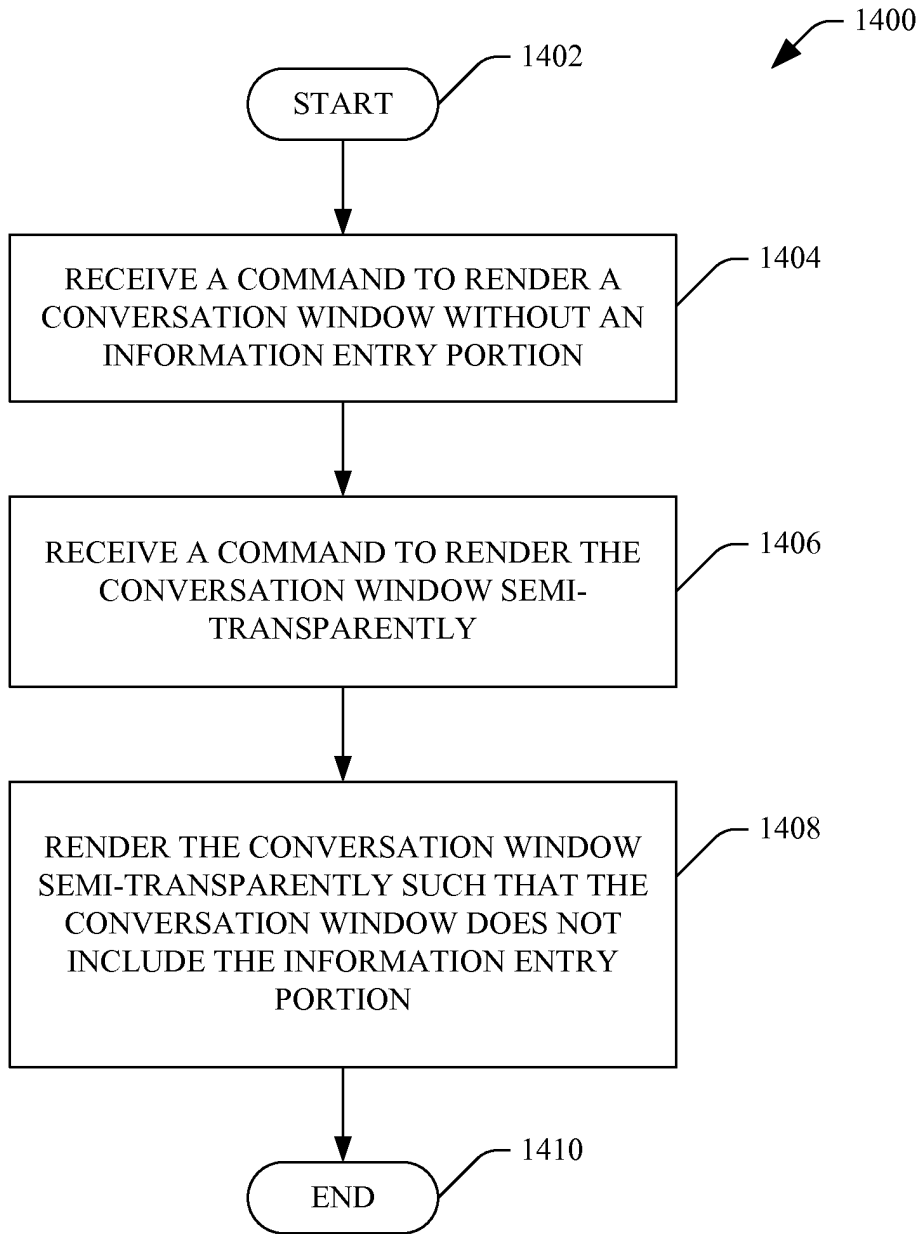 1400
1402
START
1404
RECEIVE A COMMAND TO RENDER A
CONVERSATION WINDOW WITHOUT AN
INFORMATION ENTRY PORTION
1406
RECEIVE A COMMAND TO RENDER THE
CONVERSATION WINDOW SEMI-
TRANSPARENTLY
1408
RENDER THE CONVERSATION WINDOW
SEMI-TRANSPARENTLY SUCH THAT THE
CONVERSATION WINDOW DOES NOT
INCLUDE THE INFORMATION ENTRY
PORTION
1410
END